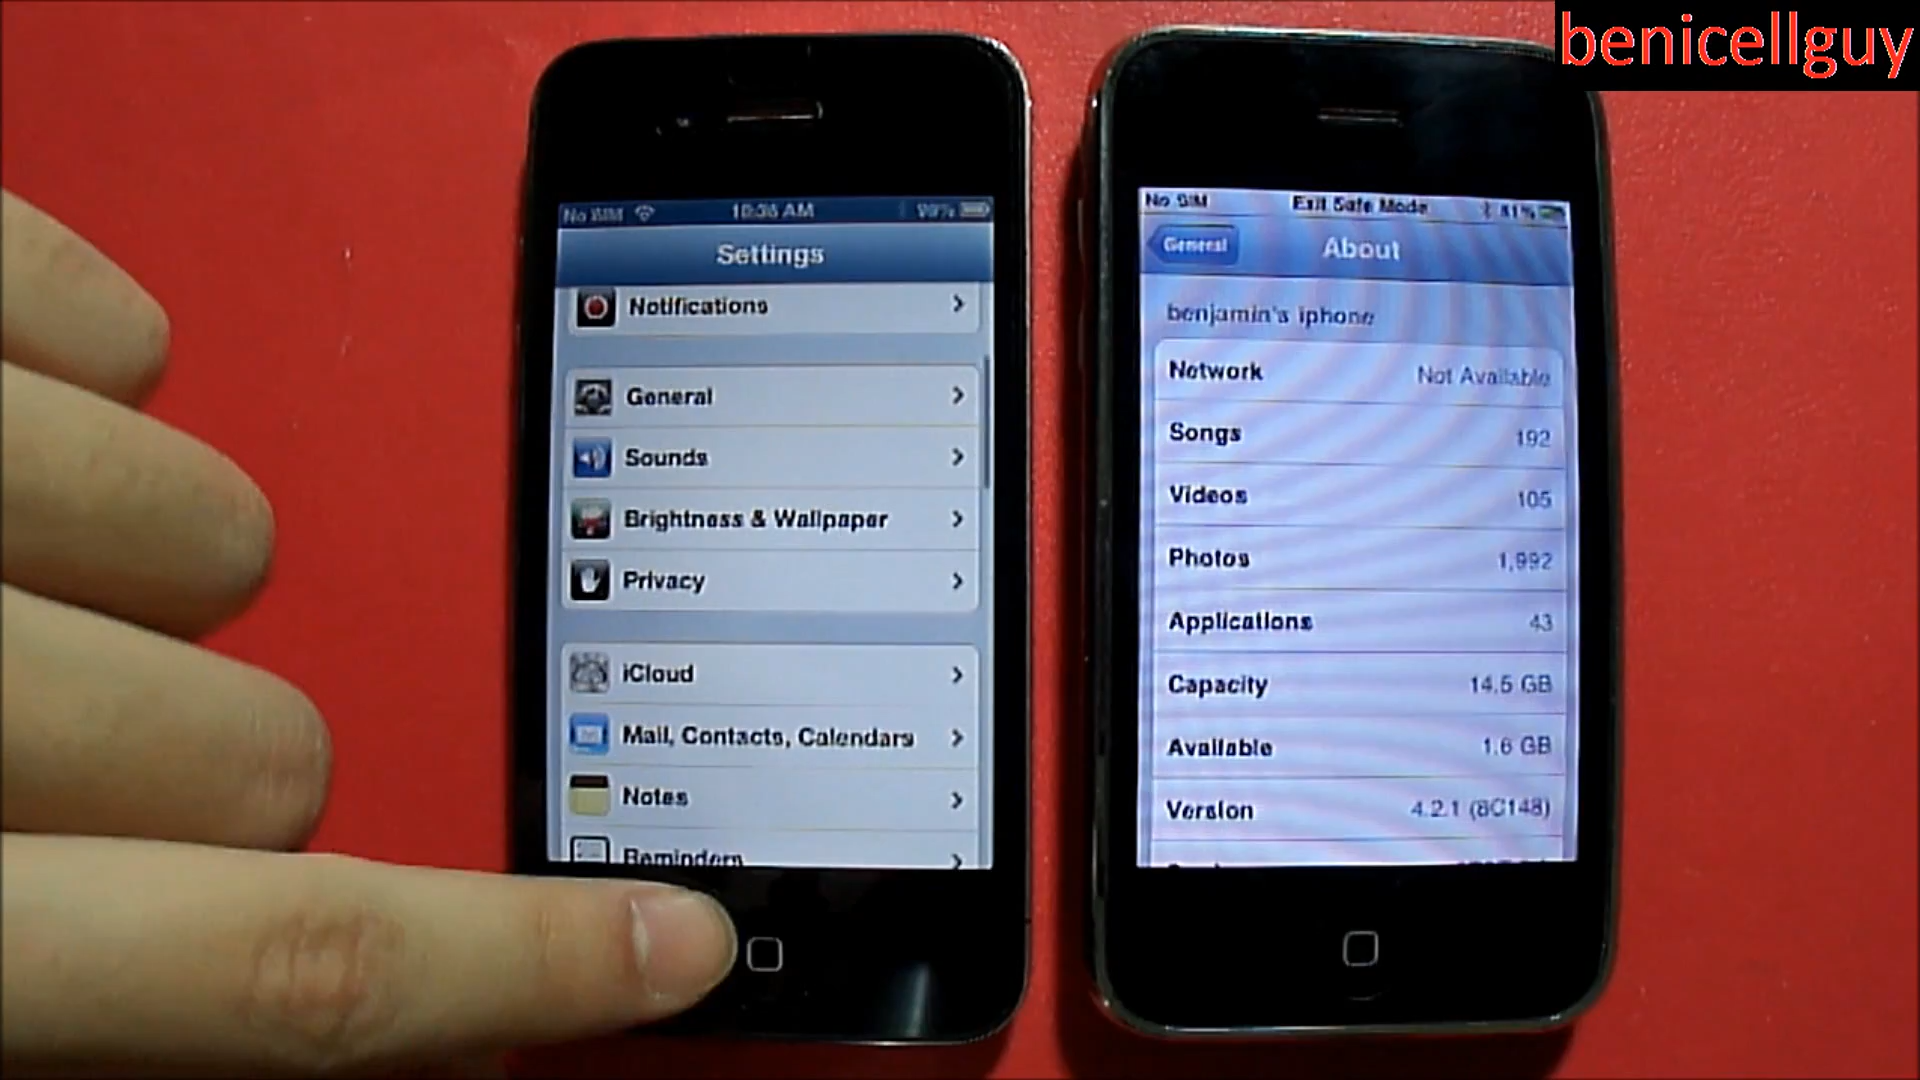 benicellguy
No SIM
10:36 AM
Settings
Notifications
General
Sounds
Brightness & Wallpaper
Privacy
iCloud
Mail, Contacts, Calendars
Notes
Reminders
No SIM Exit Safe Mode
General About
benjamin's iphone
Network Not Available
Songs 192
Videos 105
Photos 1,992
Applications 43
Capacity 14.5 GB
Available 1.6 GB
Version 4.2.1 (8C148)